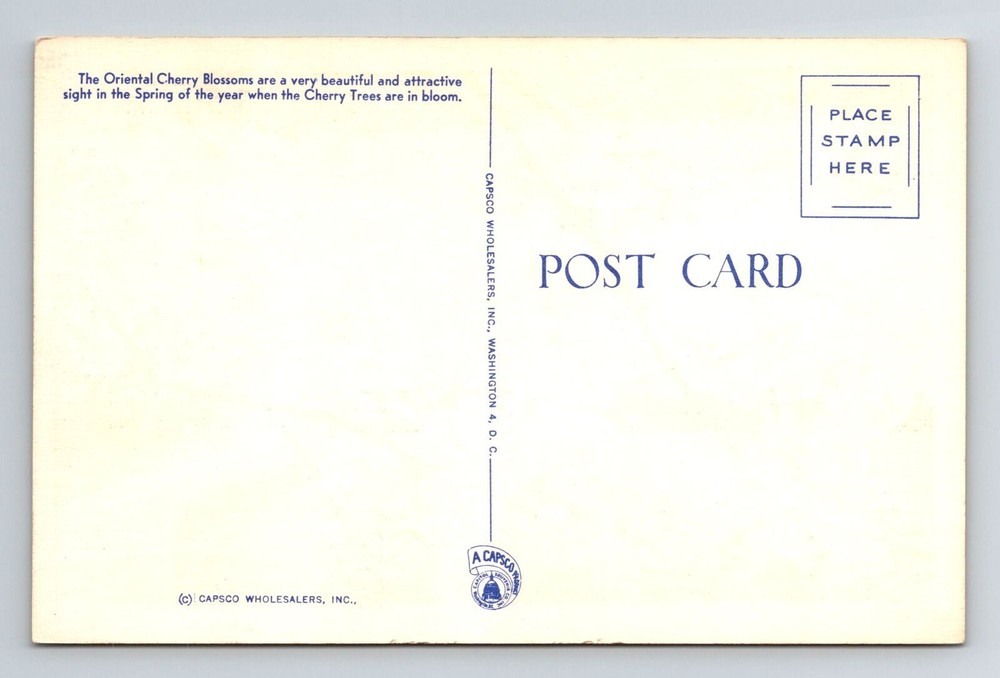 The Oriental Cherry Blossoms are a very beautiful and attractive
sight in the Spring of the year when the Cherry Trees are in bloom.
PLACE
STAMP
HERE
CAPSCO WHOLESALERS, INC., WASHINGTON 4, D. C.
POST CARD
A CAPSCO PRODUCT
(C) CAPSCO WHOLESALERS, INC.,